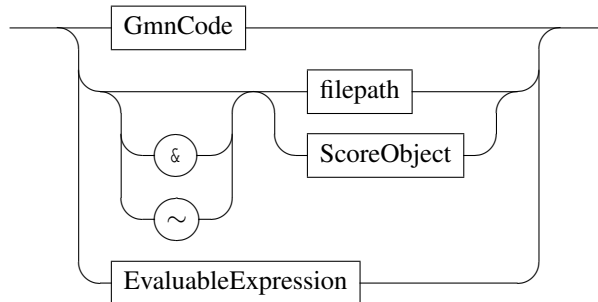 GmnCode
filepath
&
ScoreObject
~
EvaluableExpression